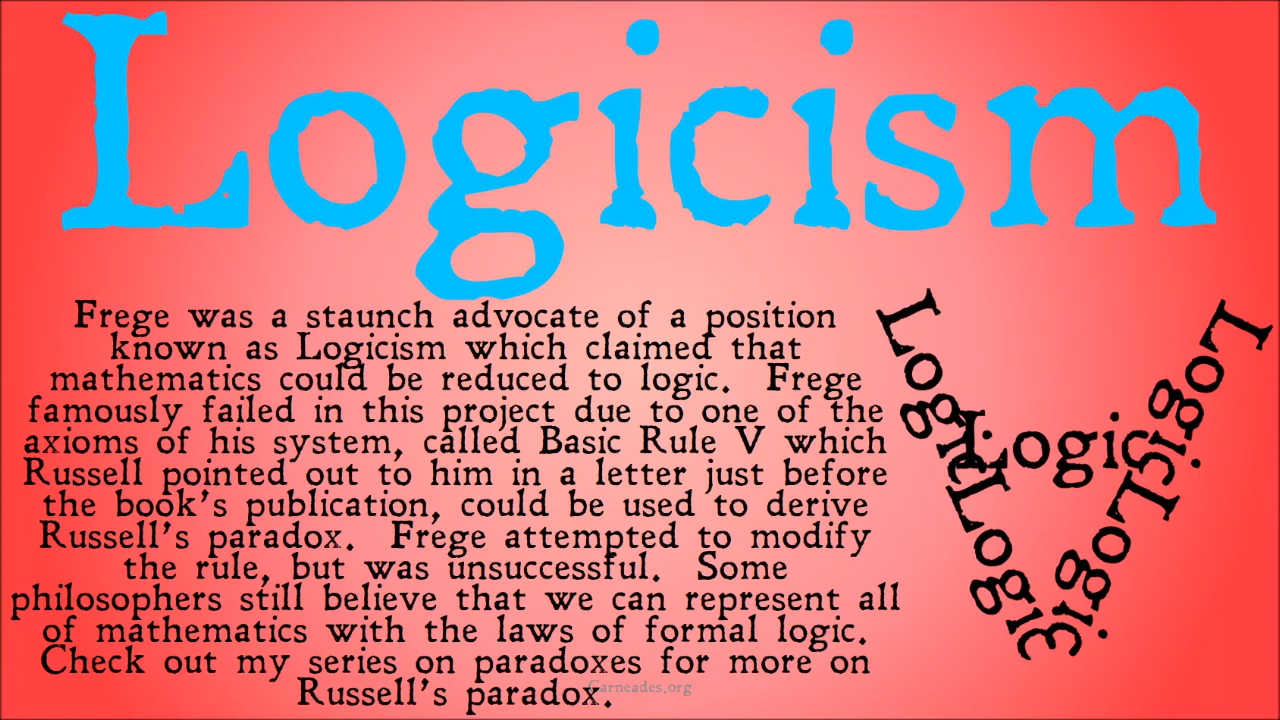 Logicism
Frege was a staunch advocate of a position
known as Logicism which claimed that
mathematics could be reduced to logic.  Frege
famously failed in this project due to one of the
axioms of his system, called Basic Rule V which
Russell pointed out to him in a letter just before
the book's publication, could be used to derive
Russell's paradox.  Frege attempted to modify
the rule, but was unsuccessful.  Some
philosophers still believe that we can represent all
of mathematics with the laws of formal logic.
Check out my series on paradoxes for more on
Russell's paradox.
Carneades.org
Logic
Logic
Logic
Logic
Logic